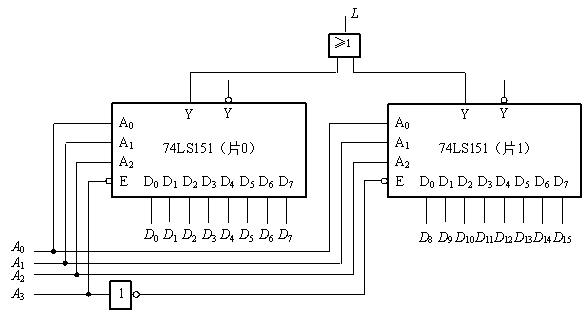 L
≥1
Y Y Y Y
A0 A0
A1 74LS151（片0） A1 74LS151（片1）
A2 A2
E D0 D1 D2 D3 D4 D5 D6 D7 E D0 D1 D2 D3 D4 D5 D6 D7
D0 D1 D2 D3 D4 D5 D6 D7 D8 D9 D10 D11 D12 D13 D14 D15
A0
A1
A2
A3 1